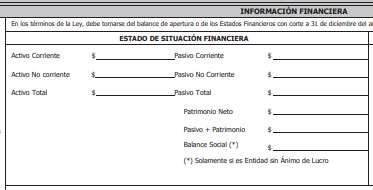 INFORMACIÓN FINANCIERA
En los términos de la Ley, debe tomarse del balance de apertura o de los Estados Financieros con corte a 31 de diciembre del
ESTADO DE SITUACIÓN FINANCIERA
Activo Corriente $ Pasivo Corriente $
Activo No corriente $ Pasivo No Corriente $
Activo Total $ Pasivo Total $
Patrimonio Neto $
Pasivo + Patrimonio $
Balance Social (*) $
(*) Solamente si es Entidad sin Ánimo de Lucro